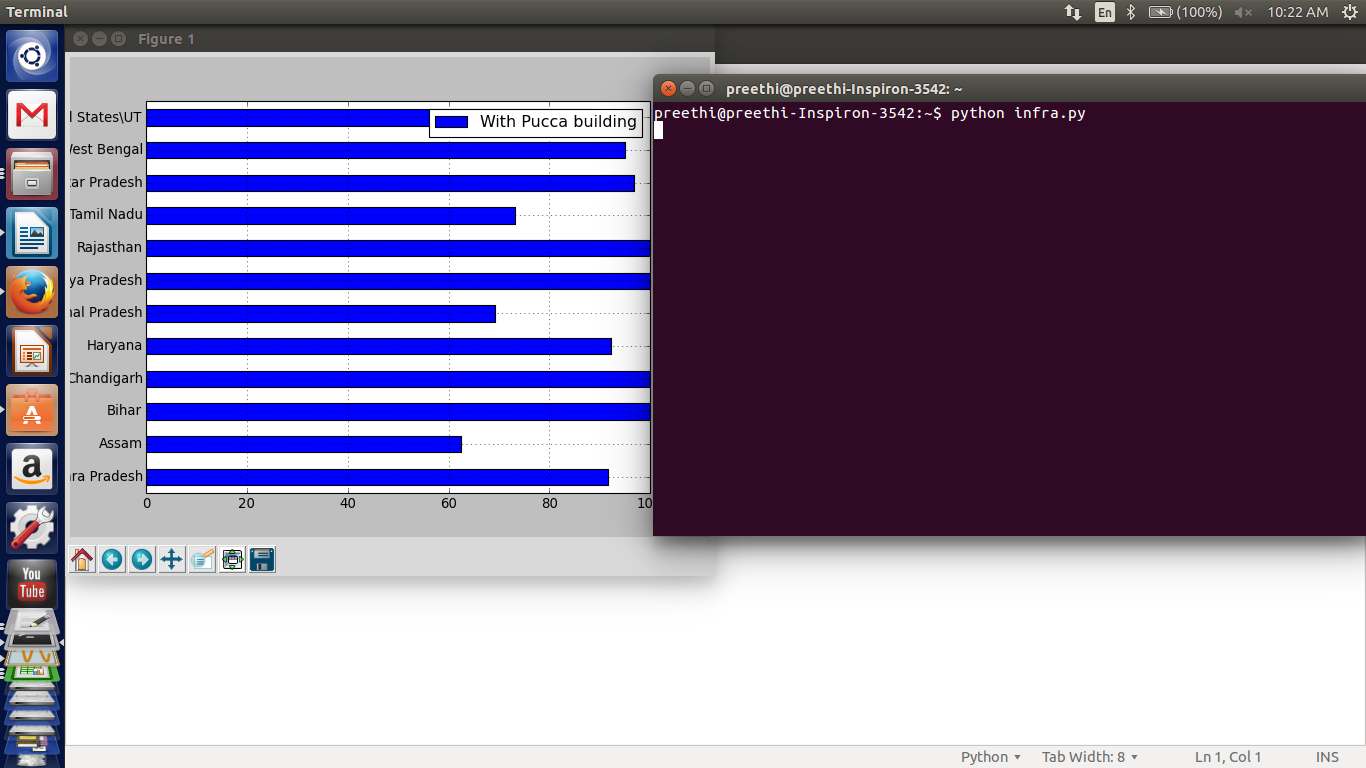 Terminal
En
(100%)
10:22 AM
Figure 1
l States\UT
West Bengal
tar Pradesh
Tamil Nadu
Rajasthan
ya Pradesh
nal Pradesh
Haryana
Chandigarh
Bihar
Assam
ra Pradesh
With Pucca building
0 20 40 60 80 10
preethi@preethi-Inspiron-3542: ~
preethi@preethi-Inspiron-3542:~$ python infra.py
You
Tube
Python
Tab Width: 8
Ln 1, Col 1
INS